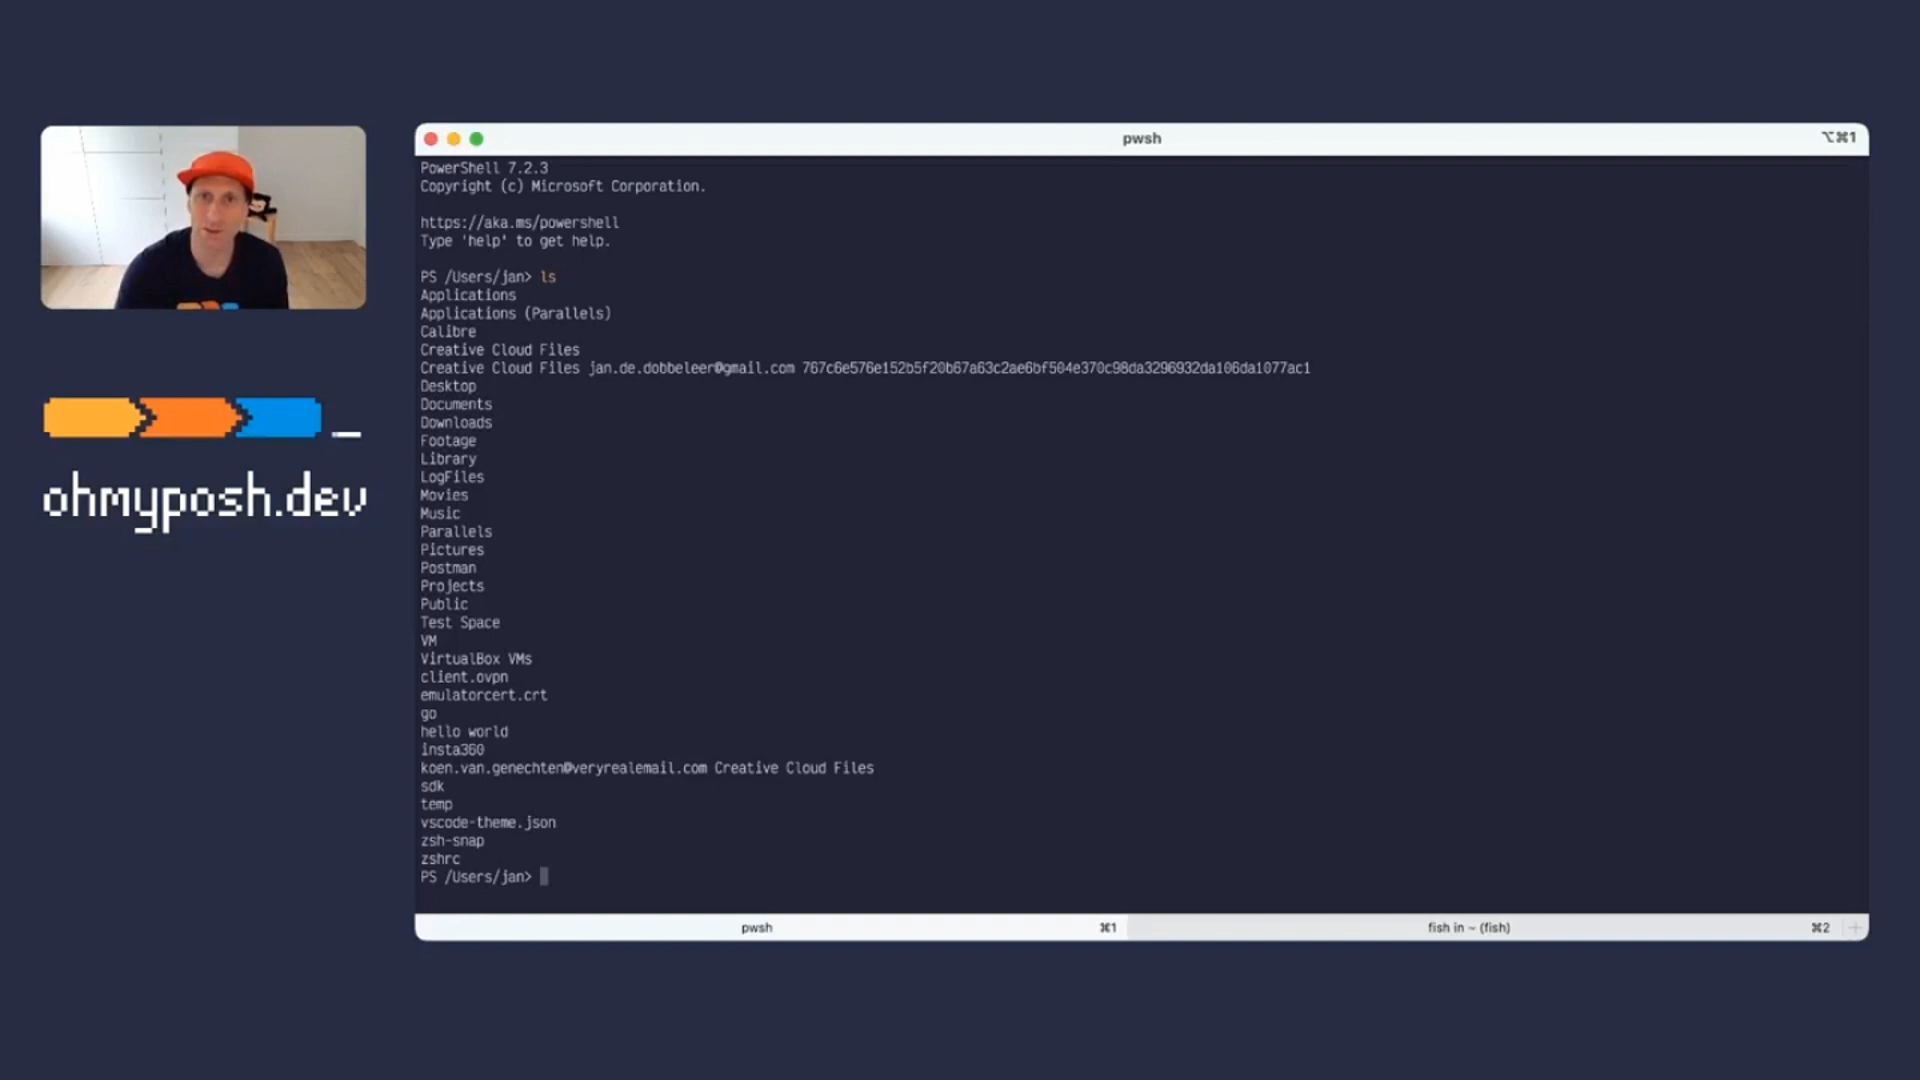 ohmyposh.dev
pwsh
⌥⌘1
PowerShell 7.2.3
Copyright (c) Microsoft Corporation.
https://aka.ms/powershell
Type 'help' to get help.
PS /Users/jan> ls
Applications
Applications (Parallels)
Calibre
Creative Cloud Files
Creative Cloud Files jan.de.dobbeleer@gmail.com 767c6e576e152b5f20b67a63c2ae6bf504e370c98da3296932da106da1077ac1
Desktop
Documents
Downloads
Footage
Library
LogFiles
Movies
Music
Parallels
Pictures
Postman
Projects
Public
Test Space
VM
VirtualBox VMs
client.ovpn
emulatorcert.crt
go
hello world
insta360
koen.van.genechten@veryrealemail.com Creative Cloud Files
sdk
temp
vscode-theme.json
zsh-snap
zshrc
PS /Users/jan>
pwsh ⌘1 fish in ~ (fish) ⌘2 +